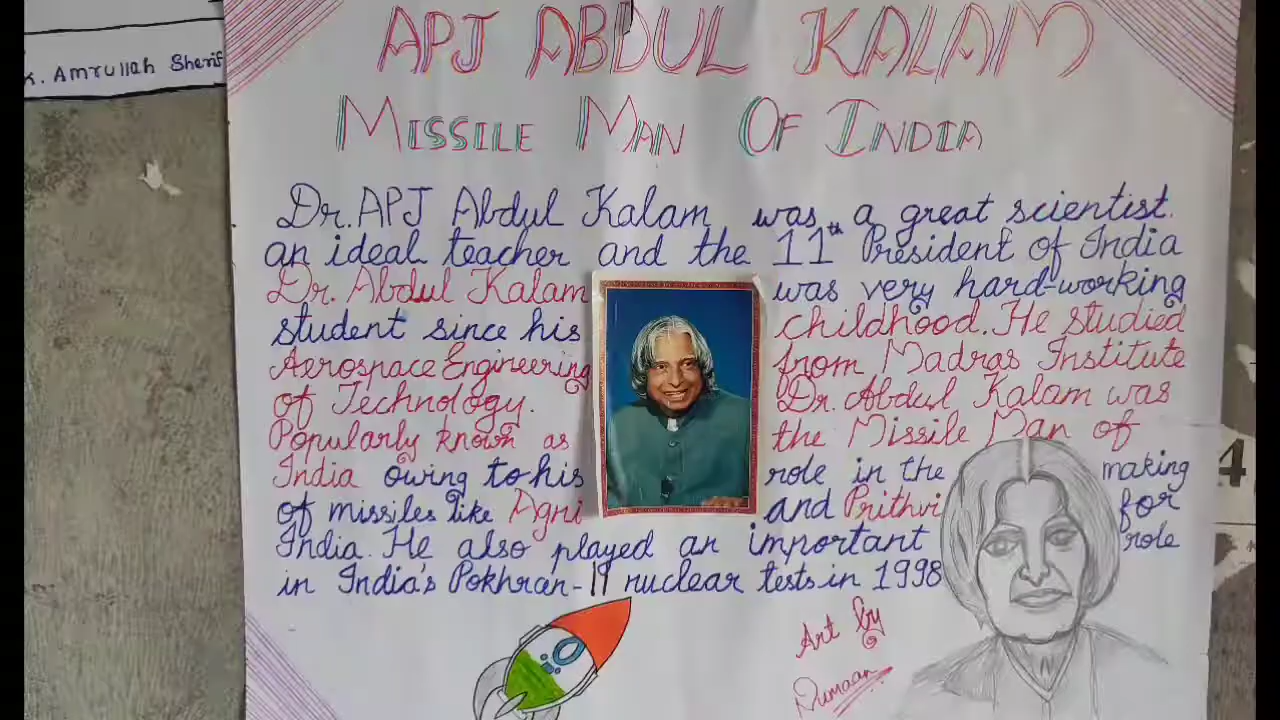 K. Amrullah Sherif
APJ ABDUL KALAM
MISSILE MAN OF INDIA
Dr. APJ Abdul Kalam was a great scientist.
an ideal teacher and the 11th President of India
Dr. Abdul Kalam was very hard-working
student since his childhood. He studied
Aerospace Engineering from Madras Institute
of Technology. Dr. Abdul Kalam was
Popularly known as the Missile Man of
India owing to his role in the making
of missiles like Agni and Prithvi for
India. He also played an important role
in India's Pokhran-11 nuclear tests in 1998
Art by
Dumaan
4